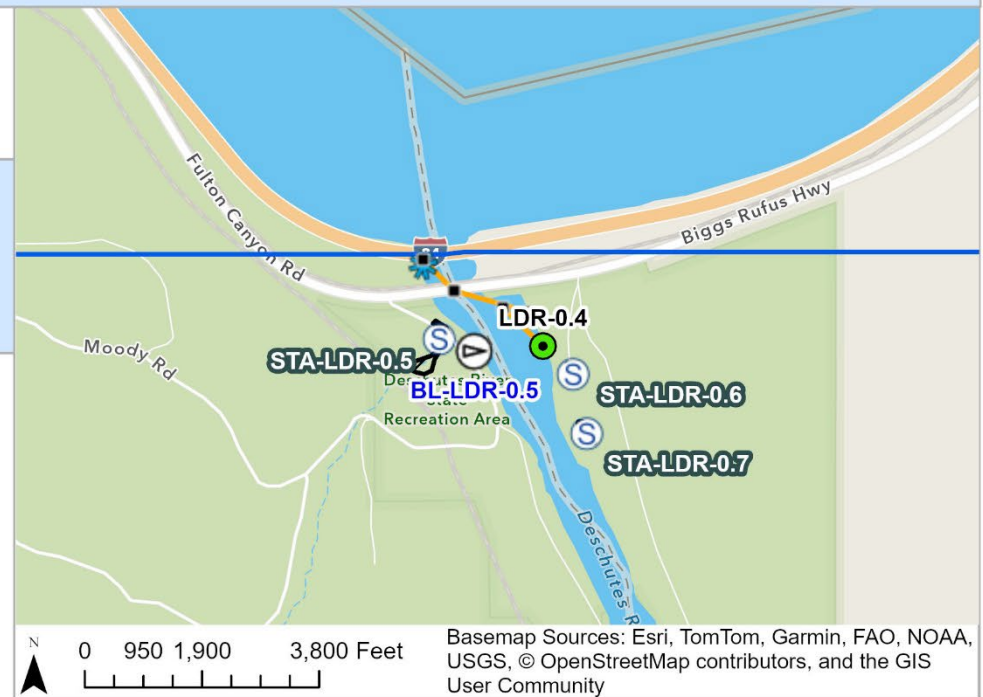 Fulton Canyon Rd
Biggs Rufus Hwy
Moody Rd
LDR-0.4
STA-LDR-0.5
BL-LDR-0.5
Recreation Area
STA-LDR-0.6
STA-LDR-0.7
Deschutes R
N
0 950 1,900 3,800 Feet
Basemap Sources: Esri, TomTom, Garmin, FAO, NOAA,
USGS, © OpenStreetMap contributors, and the GIS
User Community
S
S
S